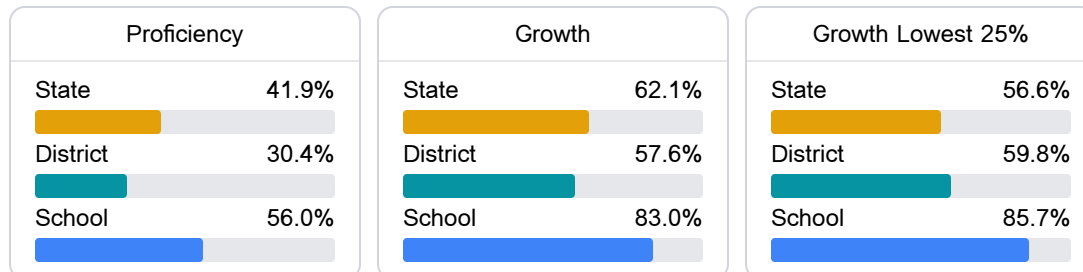 Proficiency
State 41.9%
District 30.4%
School 56.0%
Growth
State 62.1%
District 57.6%
School 83.0%
Growth Lowest 25%
State 56.6%
District 59.8%
School 85.7%